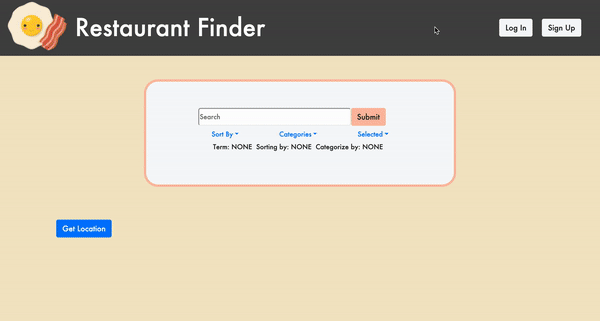 Restaurant Finder
Log In
Sign Up
Search
Submit
Sort By
Categories
Selected
Term: NONE Sorting by: NONE Categorize by: NONE
Get Location